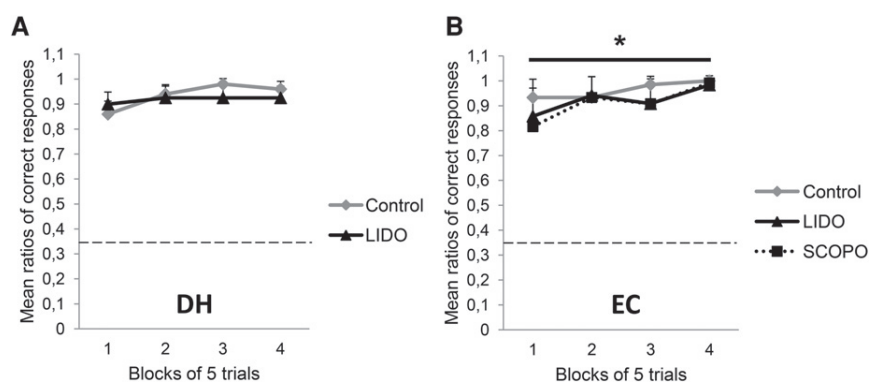 A
Mean ratios of correct responses
1,1
1
0,9
0,8
0,7
0,6
0,5
0,4
0,3
0,2
0,1
0
DH
1 2 3 4
Blocks of 5 trials
Control
LIDO
B
*
Mean ratios of correct responses
1,1
1
0,9
0,8
0,7
0,6
0,5
0,4
0,3
0,2
0,1
0
EC
1 2 3 4
Blocks of 5 trials
Control
LIDO
SCOPO